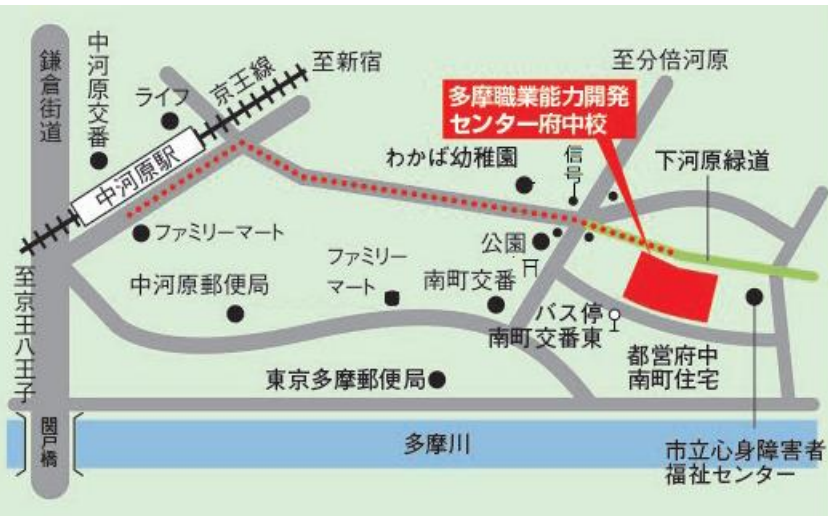 鎌倉街道
中河原交番
ライフ
京王線
至新宿
至分倍河原
多摩職業能力開発
センター府中校
わかば幼稚園
信号
下河原緑道
中河原駅
ファミリーマート
公園
ファミリー
マート
中河原郵便局
南町交番
バス停
南町交番東
至京王八王子
都営府中
南町住宅
東京多摩郵便局
関戸橋
多摩川
市立心身障害者
福祉センター